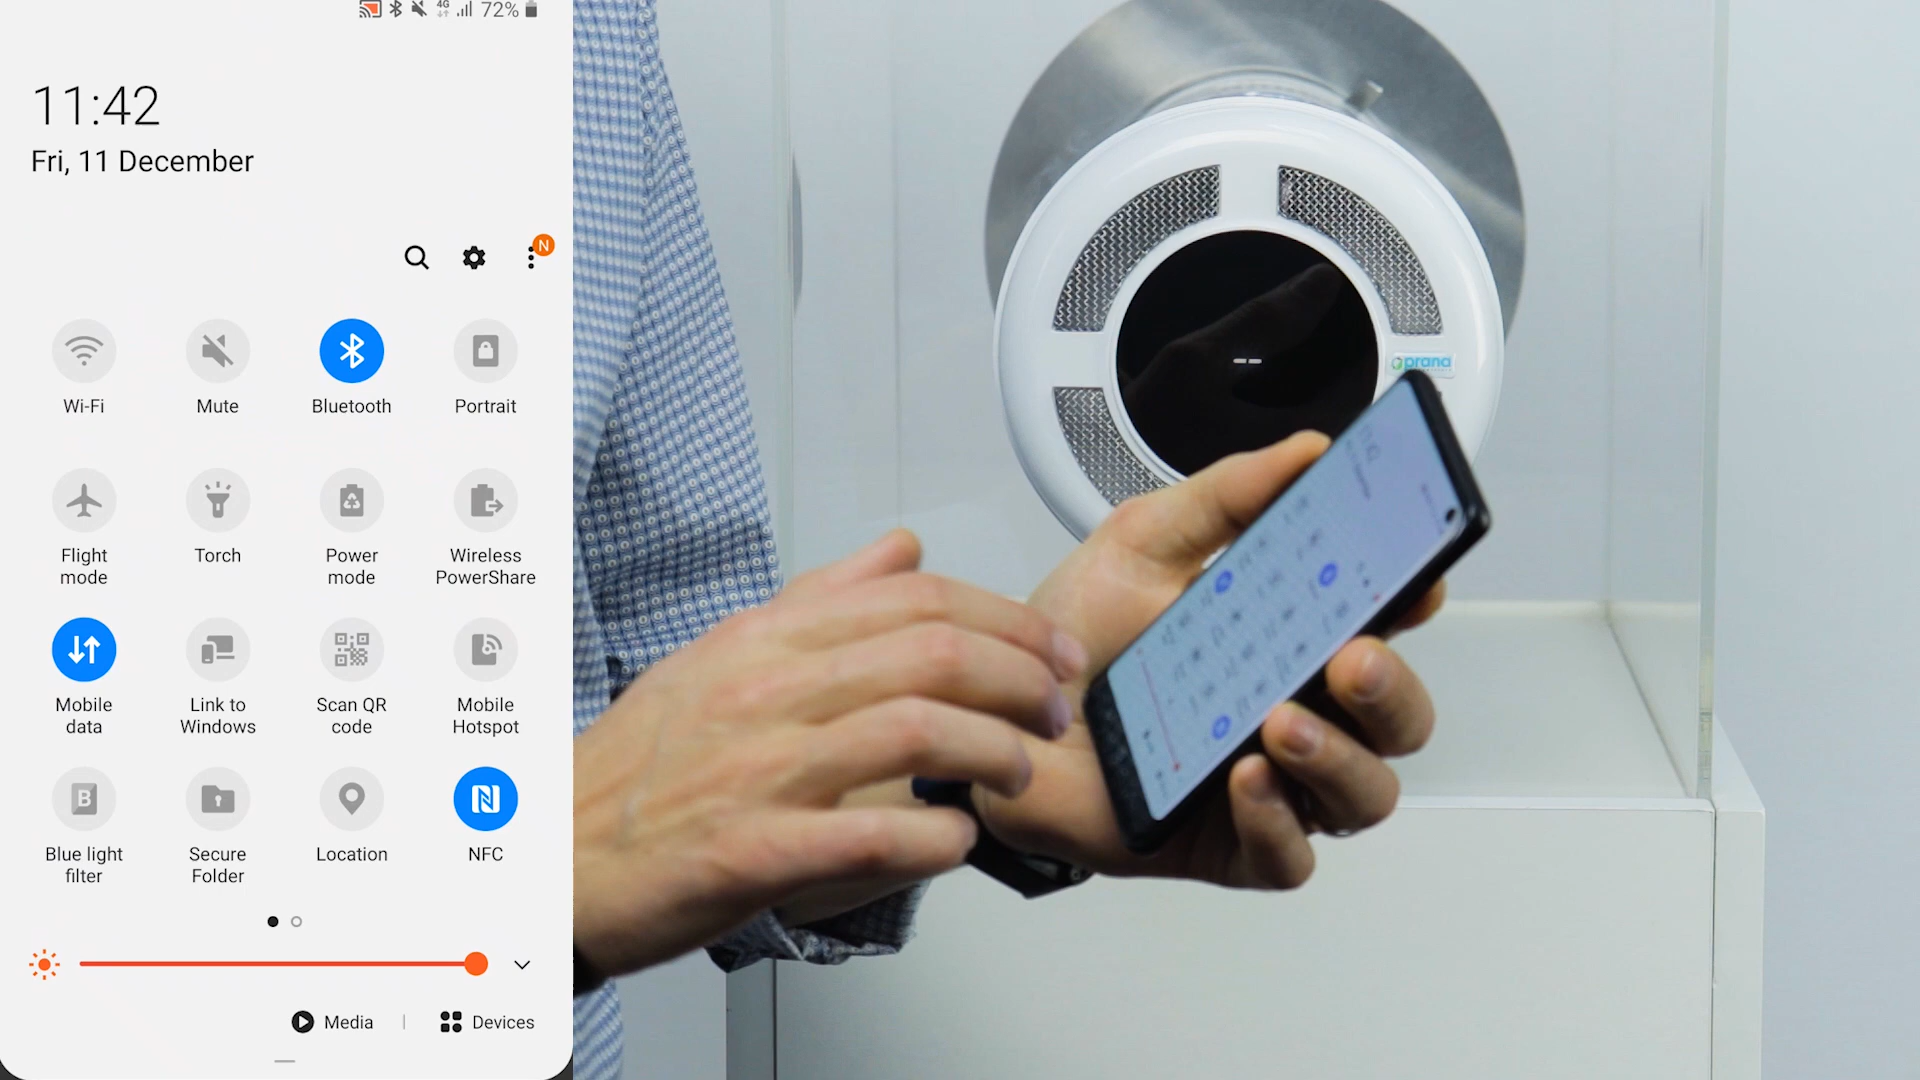 4G 72%
11:42
Fri, 11 December
N
Wi-Fi Mute Bluetooth Portrait
Flight mode Torch Power mode Wireless PowerShare
Mobile data Link to Windows Scan QR code Mobile Hotspot
B
Blue light filter Secure Folder Location NFC
Media | Devices
prana